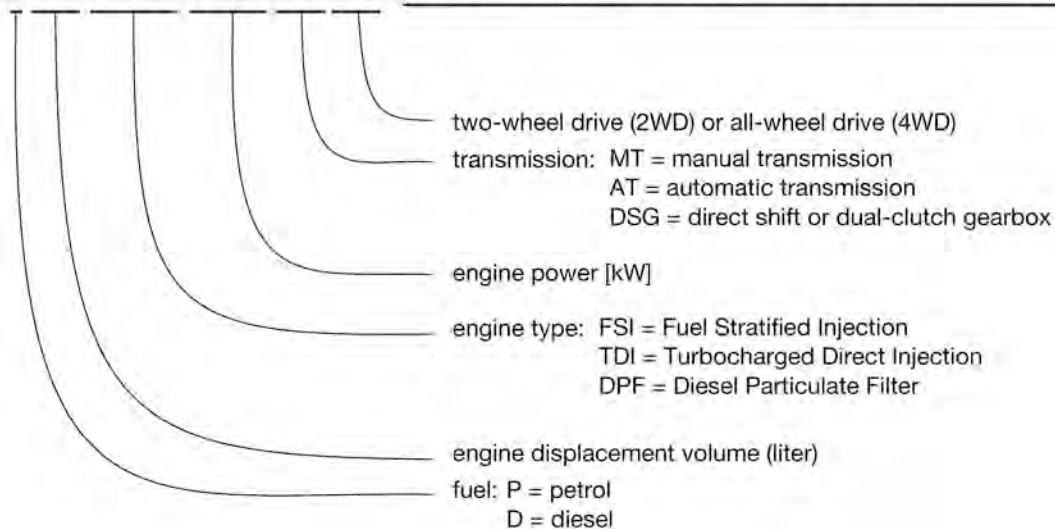 two-wheel drive (2WD) or all-wheel drive (4WD)
transmission: MT = manual transmission
AT = automatic transmission
DSG = direct shift or dual-clutch gearbox
engine power [kW]
engine type: FSI = Fuel Stratified Injection
TDI = Turbocharged Direct Injection
DPF = Diesel Particulate Filter
engine displacement volume (liter)
fuel: P = petrol
D = diesel